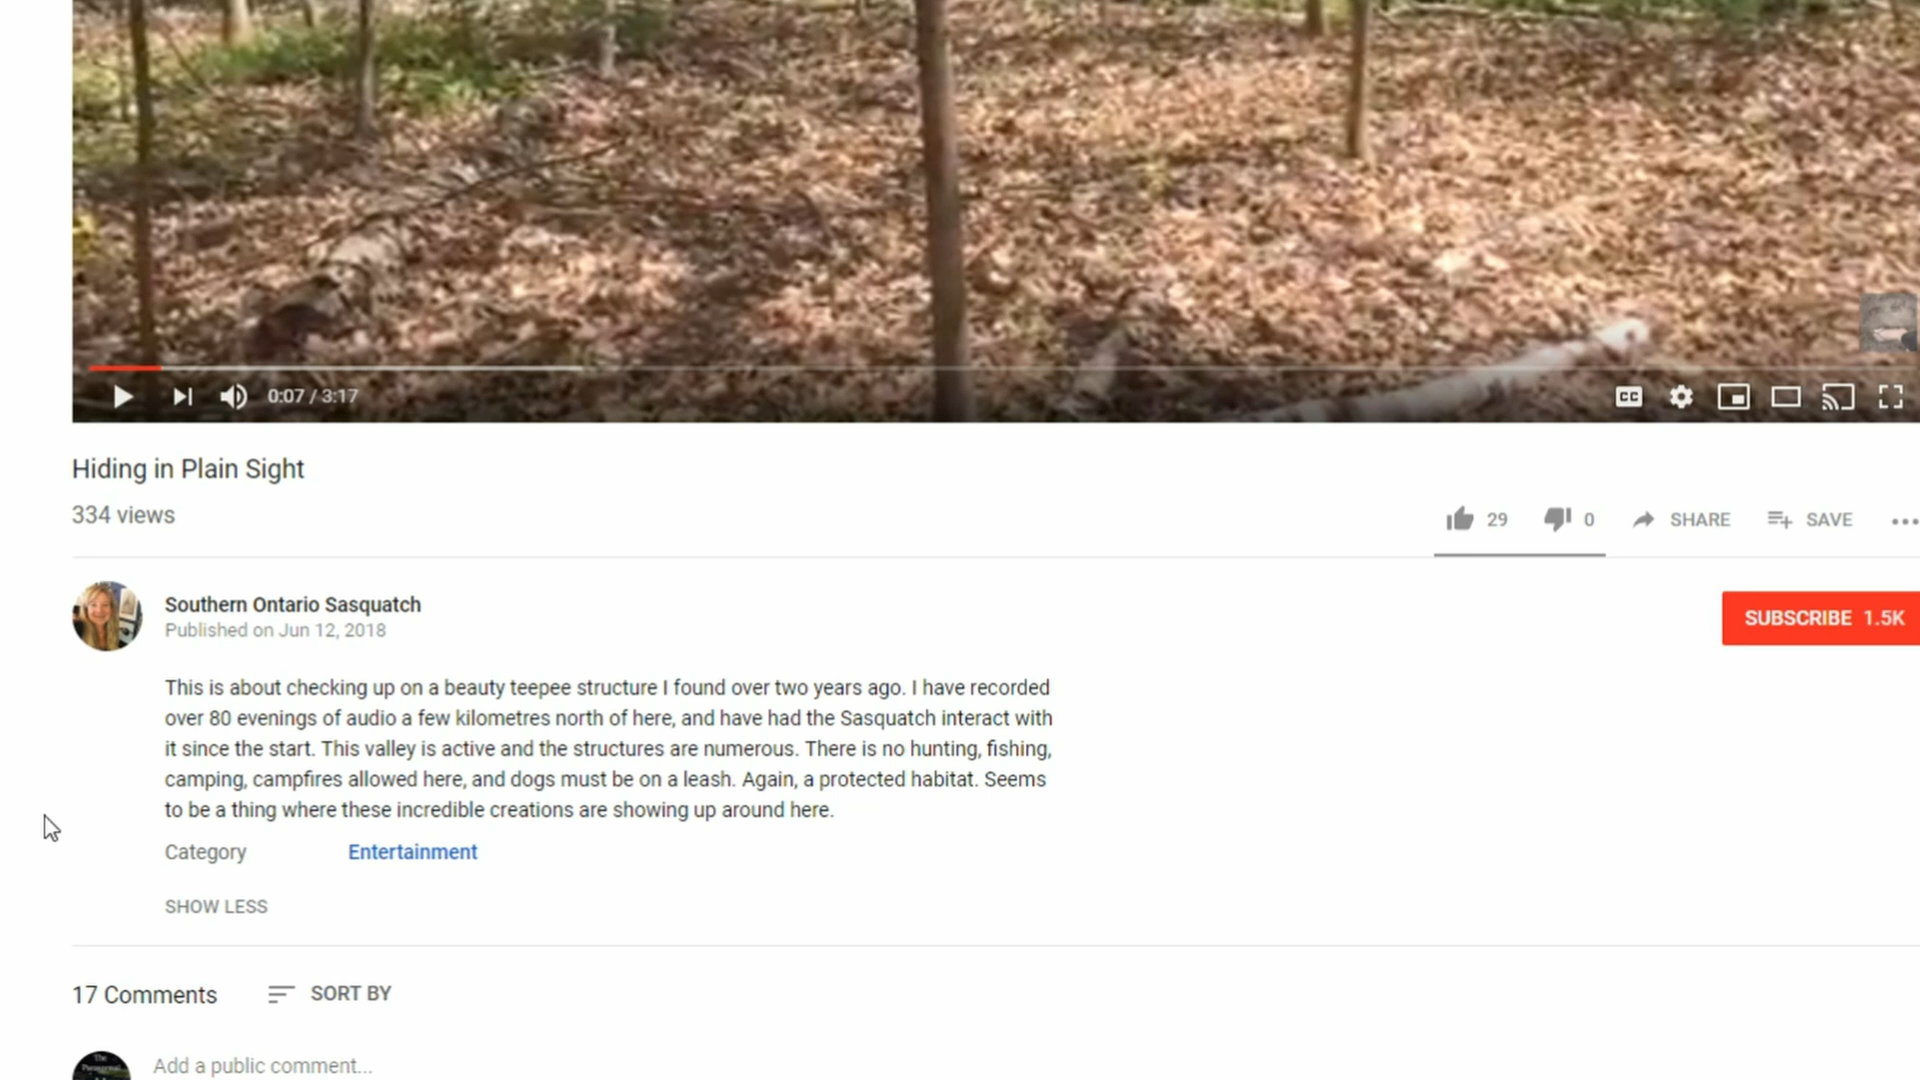 0:07 / 3:17
CC
Hiding in Plain Sight
334 views
29
0
SHARE
SAVE
Southern Ontario Sasquatch
Published on Jun 12, 2018
SUBSCRIBE 1.5K
This is about checking up on a beauty teepee structure I found over two years ago. I have recorded
over 80 evenings of audio a few kilometres north of here, and have had the Sasquatch interact with
it since the start. This valley is active and the structures are numerous. There is no hunting, fishing,
camping, campfires allowed here, and dogs must be on a leash. Again, a protected habitat. Seems
to be a thing where these incredible creations are showing up around here.
Category Entertainment
SHOW LESS
17 Comments SORT BY
The
Paranormal
Add a public comment...